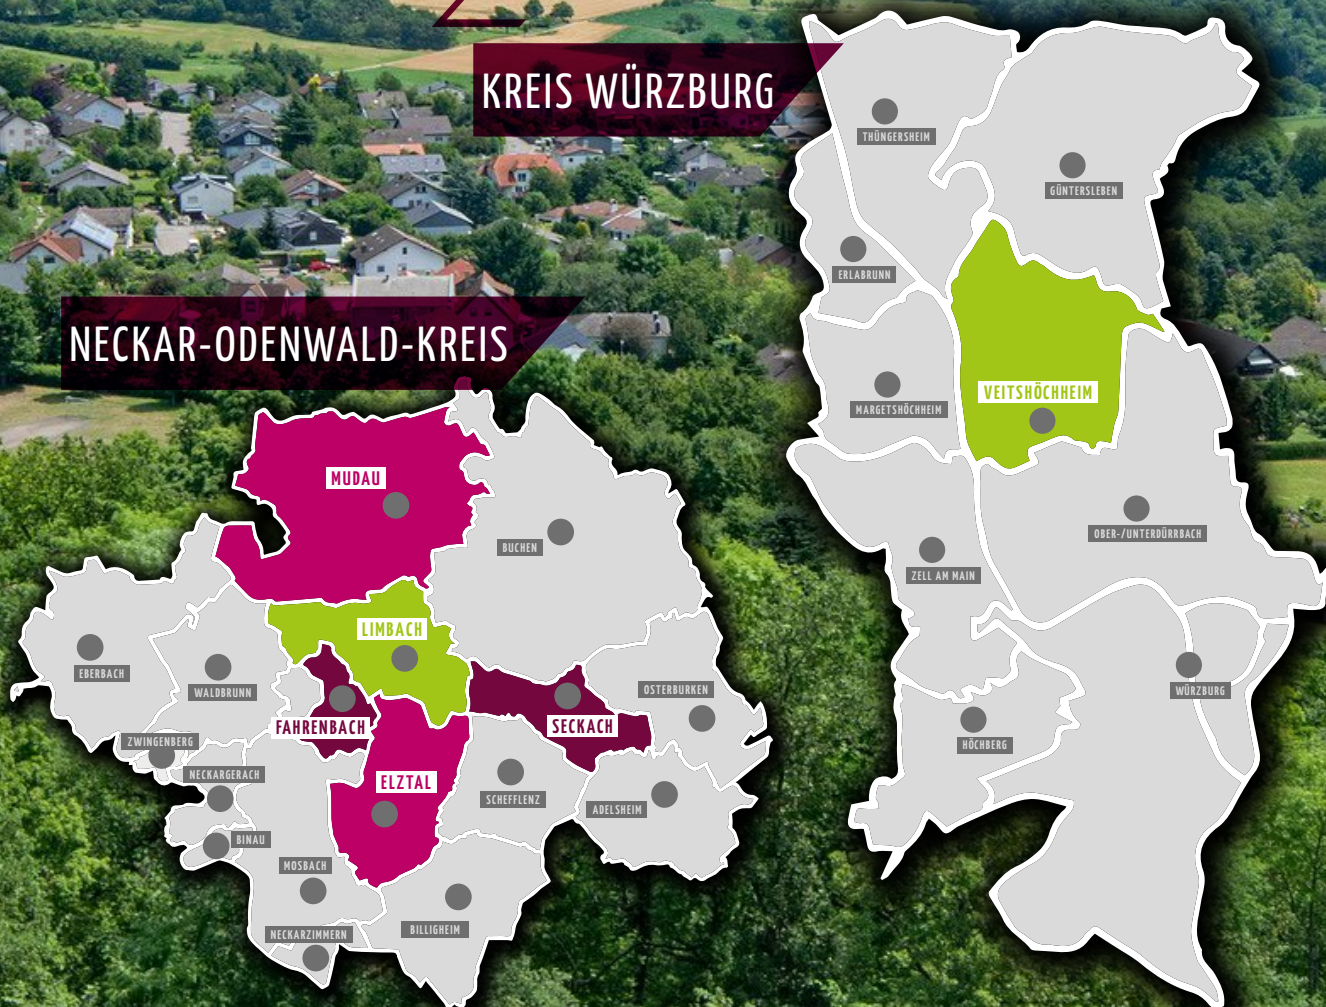 KREIS WÜRZBURG
THÜNGERSHEIM
GÜNTERSLEBEN
ERLABRUNN
NECKAR-ODENWALD-KREIS
VEITSHÖCHHEIM
MARGETSHÖCHHEIM
MUDAU
OBER-/UNTERDÜRRBACH
BUCHEN
ZELL AM MAIN
LIMBACH
EBERBACH
WALDBRUNN
OSTERBURKEN
WÜRZBURG
FAHRENBACH
SECKACH
ZWINGENBERG
HÖCHBERG
NECKARGERACH
ELZTAL
SCHEFFLENZ
ADELSHEIM
BINAU
MOSBACH
BILLIGHEIM
NECKARZIMMERN